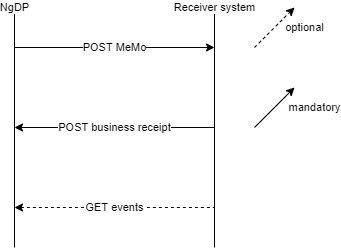 NgDP
Receiver system
optional
POST MeMo
mandatory
POST business receipt
GET events